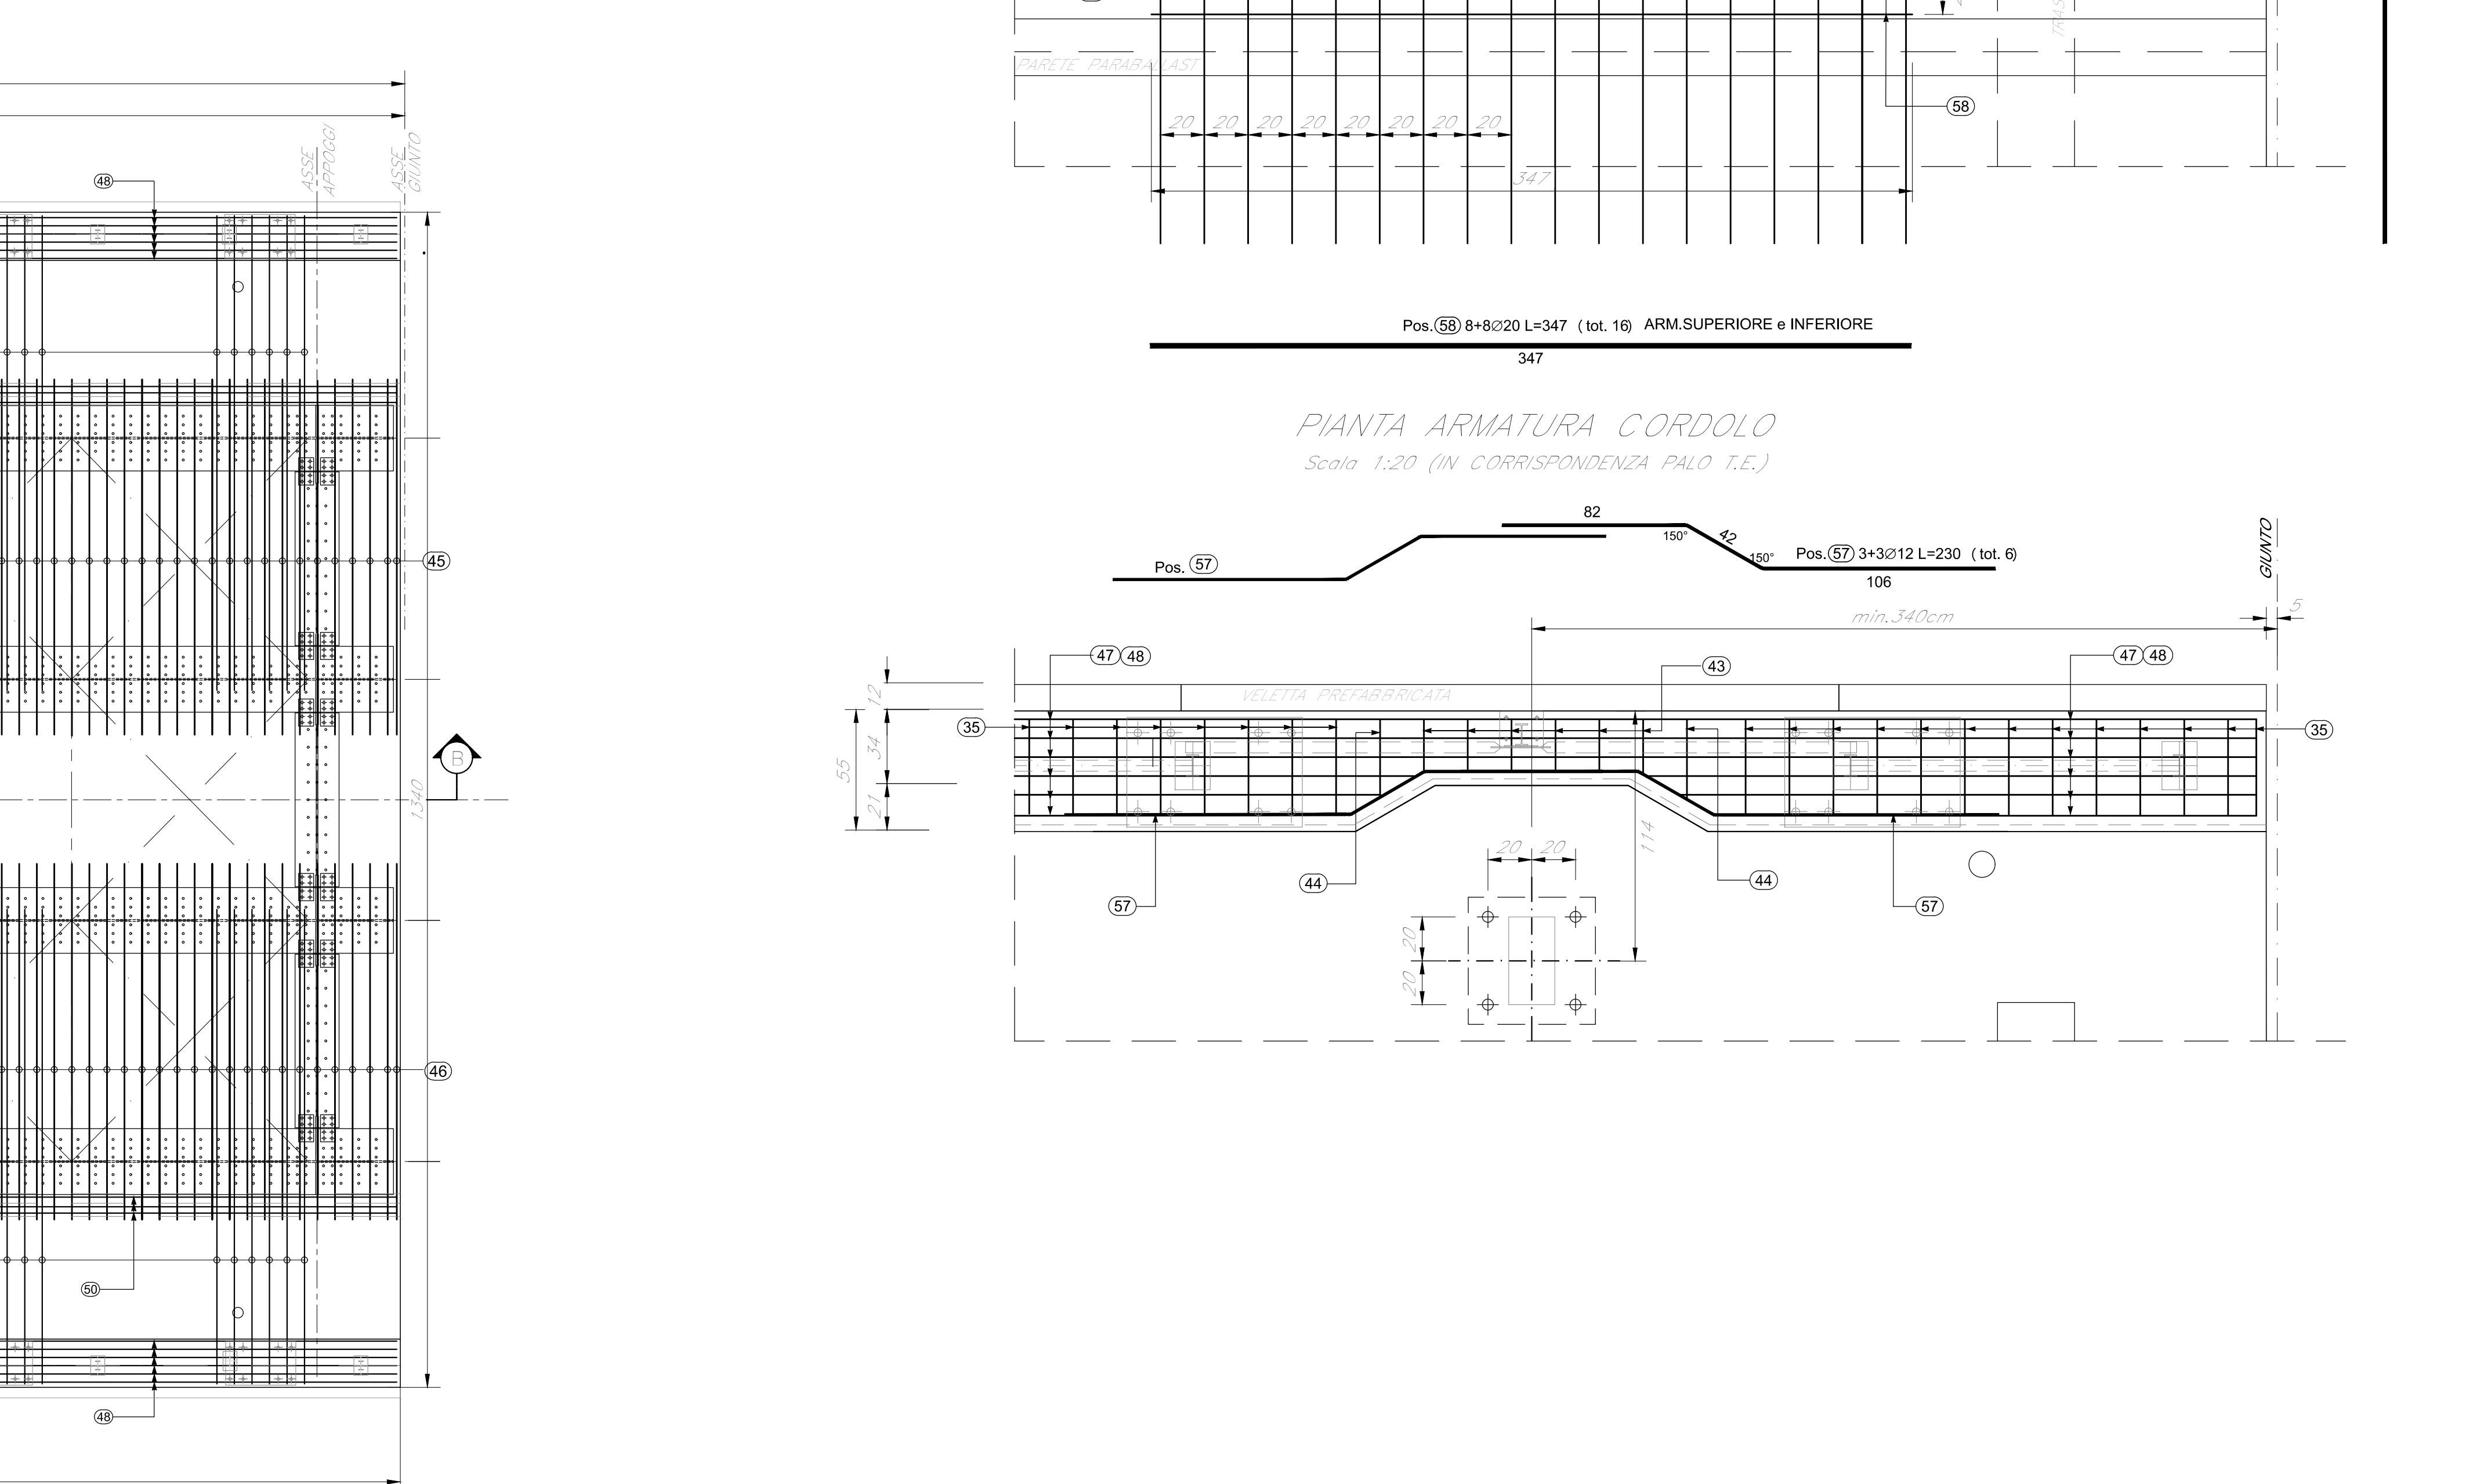 ASSE
APPOGGI
ASSE
GIUNTO
48
45
B
1340
46
50
48
PARETE PARABALLAST
58
20 20 20 20 20 20 20 20
347
Pos. 58 8+8∅20 L=347 (tot. 16) ARM.SUPERIORE e INFERIORE
347
PIANTA ARMATURA CORDOLO
Scala 1:20 (IN CORRISPONDENZA PALO T.E.)
82
150°
42
150°
Pos. 57
Pos. 57 3+3∅12 L=230 (tot. 6)
106
GIUNTO
min.340cm
5
47 48
43
47 48
12
VELETTA PREFABBRICATA
35
35
34
55
21
114
20 20
44
44
57
57
20
20